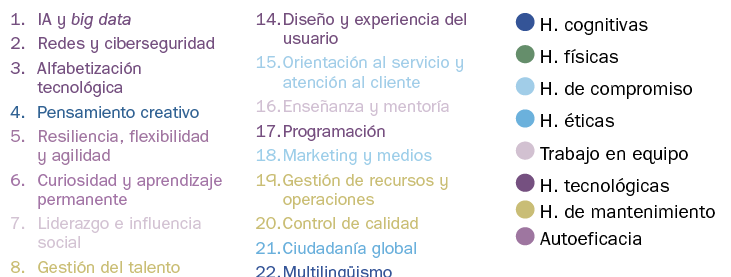 1. IA y big data
2. Redes y ciberseguridad
3. Alfabetización
tecnológica
4. Pensamiento creativo
5. Resiliencia, flexibilidad
y agilidad
6. Curiosidad y aprendizaje
permanente
7. Liderazgo e influencia
social
8. Gestión del talento
14. Diseño y experiencia del
usuario
15. Orientación al servicio y
atención al cliente
16. Enseñanza y mentoría
17. Programación
18. Marketing y medios
19. Gestión de recursos y
operaciones
20. Control de calidad
21. Ciudadanía global
22. Multilingüismo
H. cognitivas
H. físicas
H. de compromiso
H. éticas
Trabajo en equipo
H. tecnológicas
H. de mantenimiento
Autoeficacia